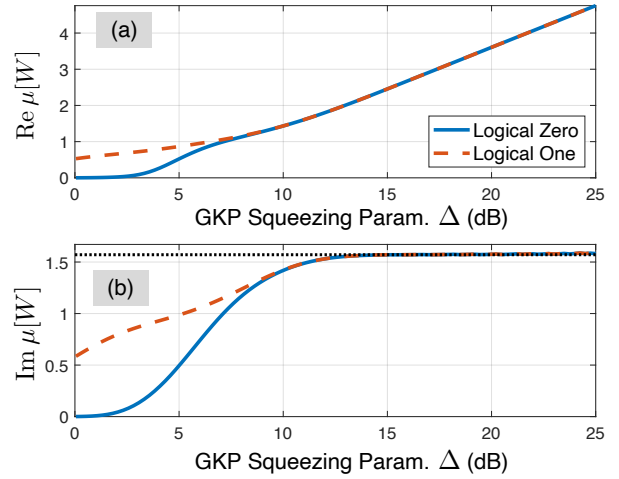 (a)
Re μ[W]
4
3
2
1
0
Logical Zero
Logical One
0 5 10 15 20 25
GKP Squeezing Param. Δ (dB)
(b)
Im μ[W]
1.5
1
0.5
0
0 5 10 15 20 25
GKP Squeezing Param. Δ (dB)